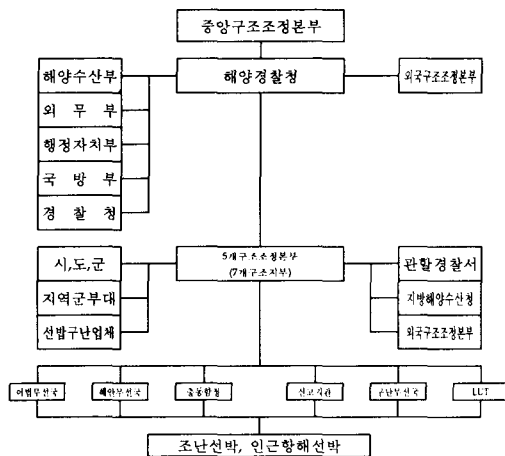 중앙구조조정본부
해양수산부
해양경찰청
외국구조조정본부
외 무 부
행정자치부
국 방 부
경 찰 청
5개구조조정본부
(7개구조지부)
시,도,군
관할경찰서
지역군부대
지방해양수산청
선박구난업체
외국구조조정본부
어법무선국
해안무선국
출동함정
신고기관
구난무선국
LUT
조난선박, 인근항해선박